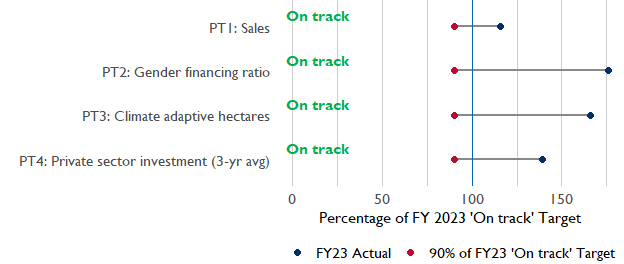 On track
PT1: Sales
On track
PT2: Gender financing ratio
On track
PT3: Climate adaptive hectares
On track
PT4: Private sector investment (3-yr avg)
0 50 100 150
Percentage of FY 2023 'On track' Target
FY23 Actual 90% of FY23 'On track' Target